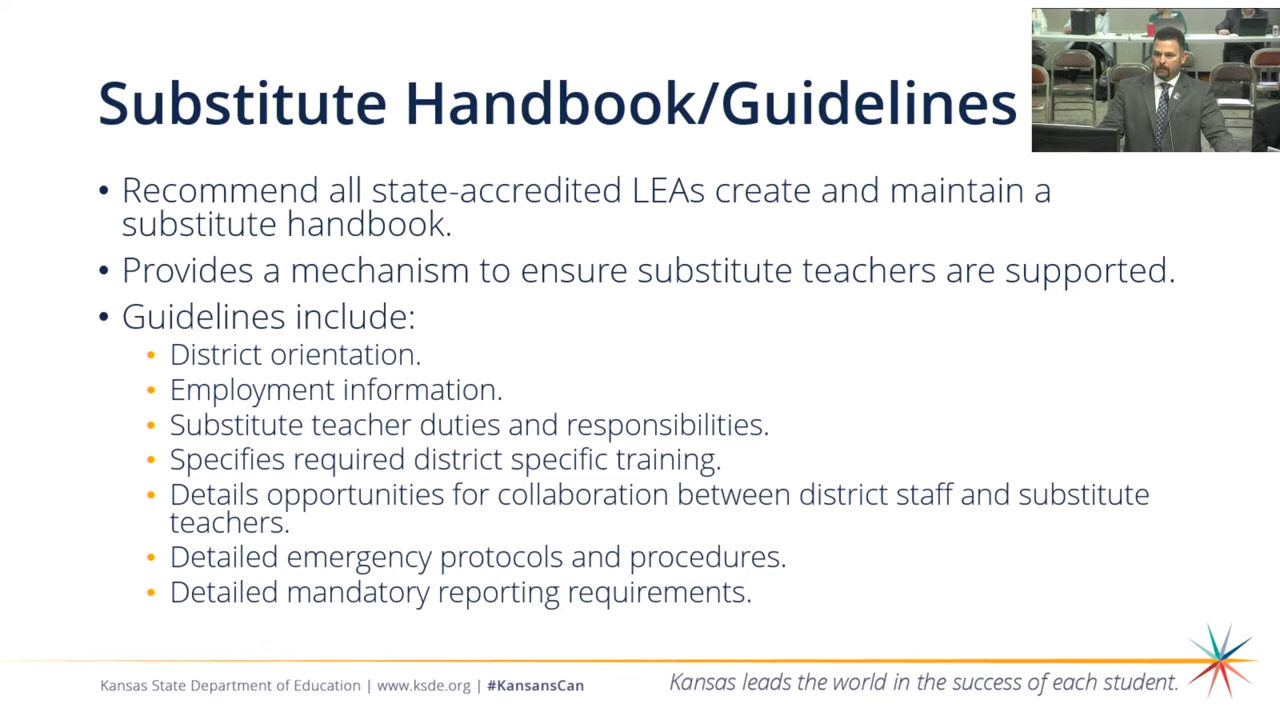 Substitute Handbook/Guidelines
• Recommend all state-accredited LEAs create and maintain a
substitute handbook.
• Provides a mechanism to ensure substitute teachers are supported.
• Guidelines include:
• District orientation.
• Employment information.
• Substitute teacher duties and responsibilities.
• Specifies required district specific training.
• Details opportunities for collaboration between district staff and substitute
teachers.
• Detailed emergency protocols and procedures.
• Detailed mandatory reporting requirements.
Kansas State Department of Education | www.ksde.org | #KansansCan
Kansas leads the world in the success of each student.